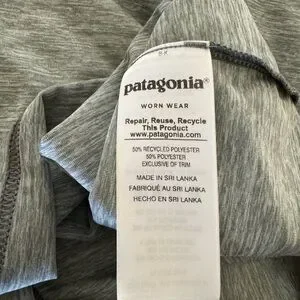 patagonia®
WORN WEAR
Repair, Reuse, Recycle
This Product
www.patagonia.com
50% RECYCLED POLYESTER
50% POLYESTER
EXCLUSIVE OF TRIM
MADE IN SRI LANKA
FABRIQUÉ AU SRI LANKA
HECHO EN SRI LANKA